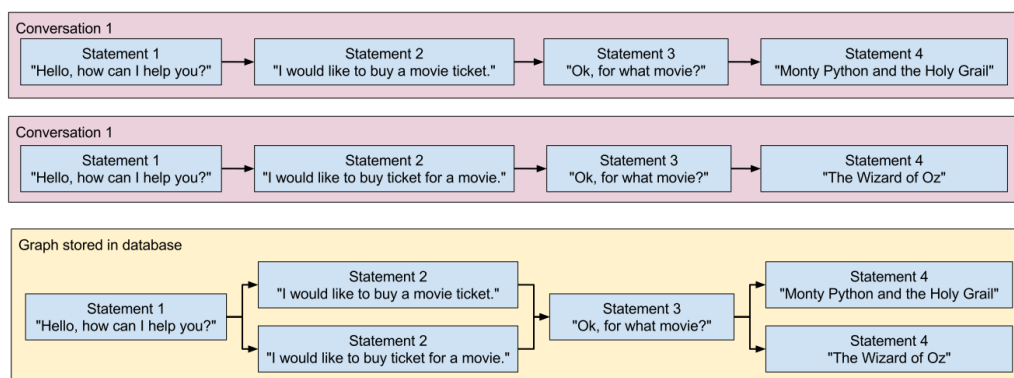 Conversation 1
Statement 1
"Hello, how can I help you?"
Statement 2
"I would like to buy a movie ticket."
Statement 3
"Ok, for what movie?"
Statement 4
"Monty Python and the Holy Grail"
Conversation 1
Statement 1
"Hello, how can I help you?"
Statement 2
"I would like to buy ticket for a movie."
Statement 3
"Ok, for what movie?"
Statement 4
"The Wizard of Oz"
Graph stored in database
Statement 1
"Hello, how can I help you?"
Statement 2
"I would like to buy a movie ticket."
Statement 2
"I would like to buy ticket for a movie."
Statement 3
"Ok, for what movie?"
Statement 4
"Monty Python and the Holy Grail"
Statement 4
"The Wizard of Oz"